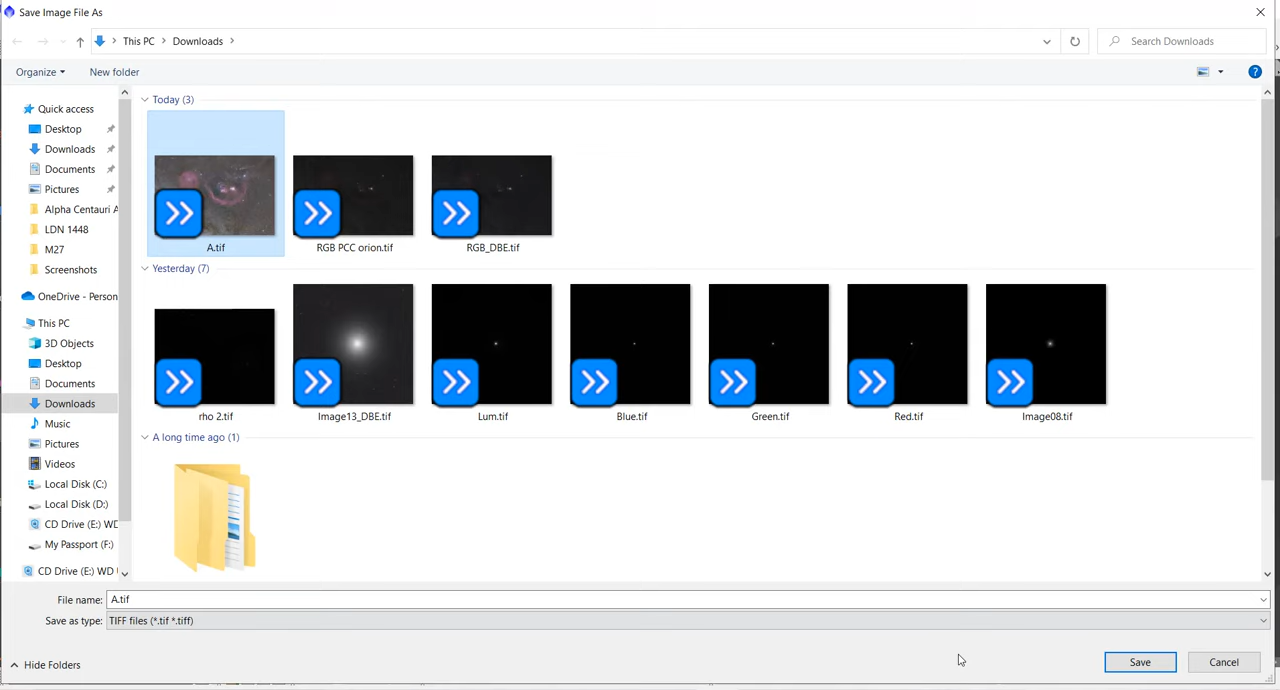 Save Image File As
This PC
Downloads
Search Downloads
Organize
New folder
?
Quick access
Desktop
Downloads
Documents
Pictures
Alpha Centauri A
LDN 1448
M27
Screenshots
OneDrive - Person
This PC
3D Objects
Desktop
Documents
Downloads
Music
Pictures
Videos
Local Disk (C:)
Local Disk (D:)
CD Drive (E:) WD
My Passport (F:)
CD Drive (E:) WD
Today (3)
A.tif
RGB PCC orion.tif
RGB_DBE.tif
Yesterday (7)
rho 2.tif
Image13_DBE.tif
Lum.tif
Blue.tif
Green.tif
Red.tif
Image08.tif
A long time ago (1)
File name: A.tif
Save as type: TIFF files (*.tif *.tiff)
Hide Folders
Save
Cancel